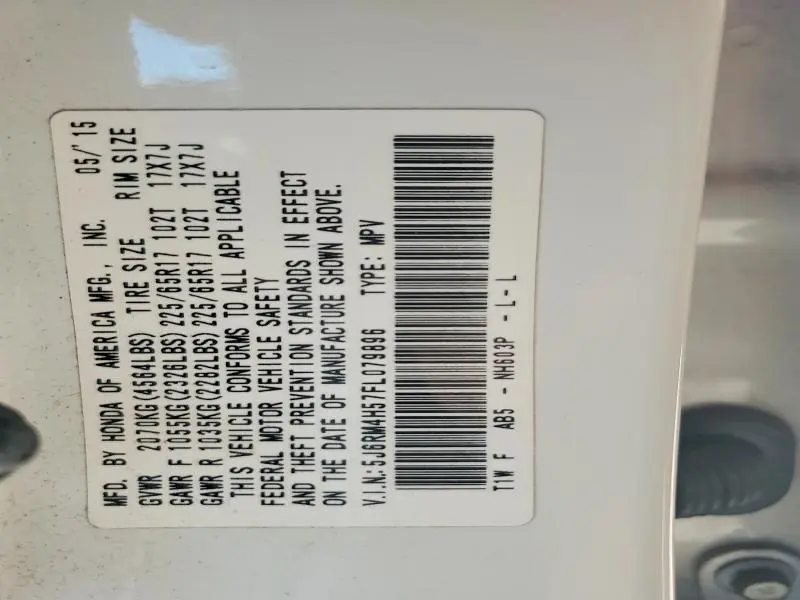 MFD. BY HONDA OF AMERICA MFG., INC. 05/'15
GVWR 2070KG(4564LBS) TIRE SIZE RIM SIZE
GAWR F 1055KG(2326LBS)225/65R17 102T 17X7J
GAWR R 1035KG(2282LBS)225/65R17 102T 17X7J
THIS VEHICLE CONFORMS TO ALL APPLICABLE
FEDERAL MOTOR VEHICLE SAFETY
AND THEFT PREVENTION STANDARDS IN EFFECT
ON THE DATE OF MANUFACTURE SHOWN ABOVE.
V.I.N.:5J6RM4H57FL079896 TYPE: MPV
T1W F AB5 - NH603P - L - L